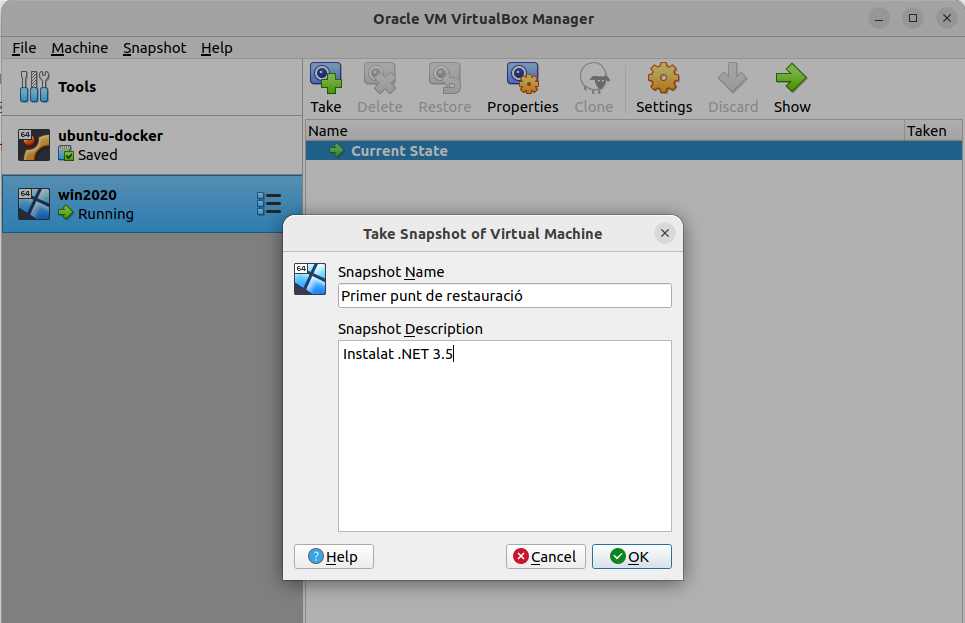 Oracle VM VirtualBox Manager
File Machine Snapshot Help
Tools
64
ubuntu-docker
Saved
64
win2020
Running
Take Delete Restore Properties Clone Settings Discard Show
Name Taken
Current State
Take Snapshot of Virtual Machine
64
Snapshot Name
Primer punt de restauració
Snapshot Description
Instalat .NET 3.5
Help Cancel OK